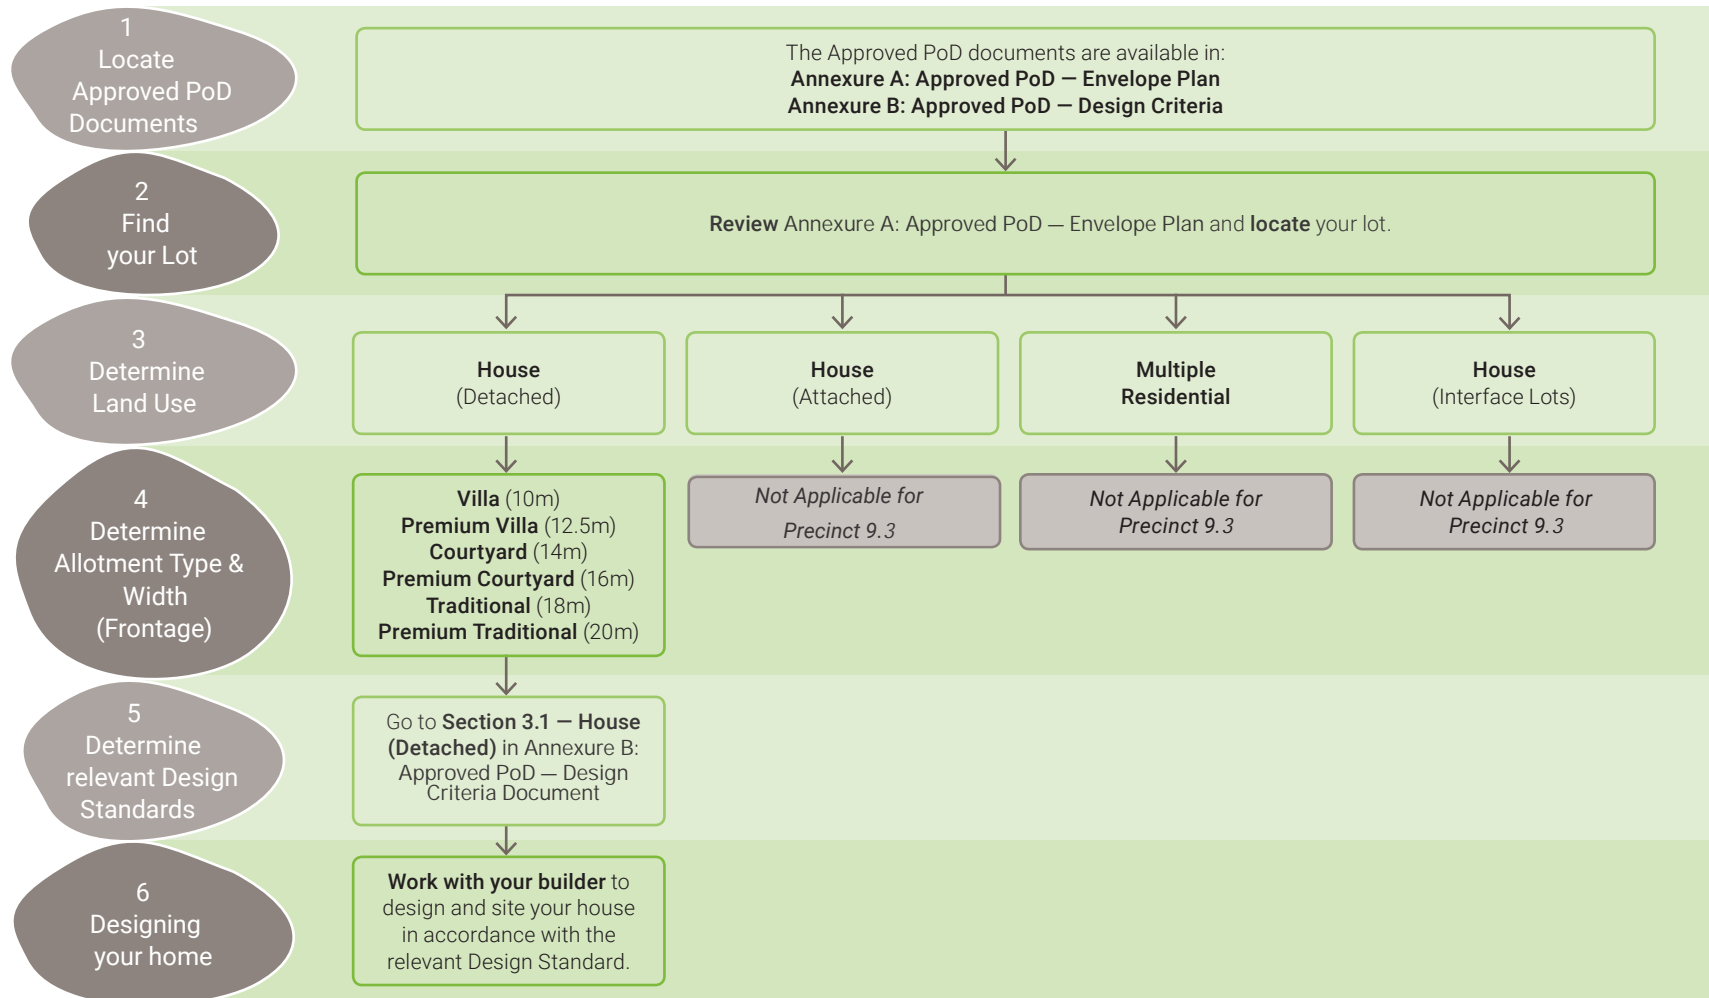 1
Locate
Approved PoD
Documents
The Approved PoD documents are available in:
Annexure A: Approved PoD — Envelope Plan
Annexure B: Approved PoD — Design Criteria
2
Find
your Lot
Review Annexure A: Approved PoD — Envelope Plan and locate your lot.
3
Determine
Land Use
House
(Detached)
House
(Attached)
Multiple
Residential
House
(Interface Lots)
4
Determine
Allotment Type &
Width
(Frontage)
Villa (10m)
Premium Villa (12.5m)
Courtyard (14m)
Premium Courtyard (16m)
Traditional (18m)
Premium Traditional (20m)
Not Applicable for
Precinct 9.3
Not Applicable for
Precinct 9.3
Not Applicable for
Precinct 9.3
5
Determine
relevant Design
Standards
Go to Section 3.1 — House
(Detached) in Annexure B:
Approved PoD — Design
Criteria Document
6
Designing
your home
Work with your builder to
design and site your house
in accordance with the
relevant Design Standard.